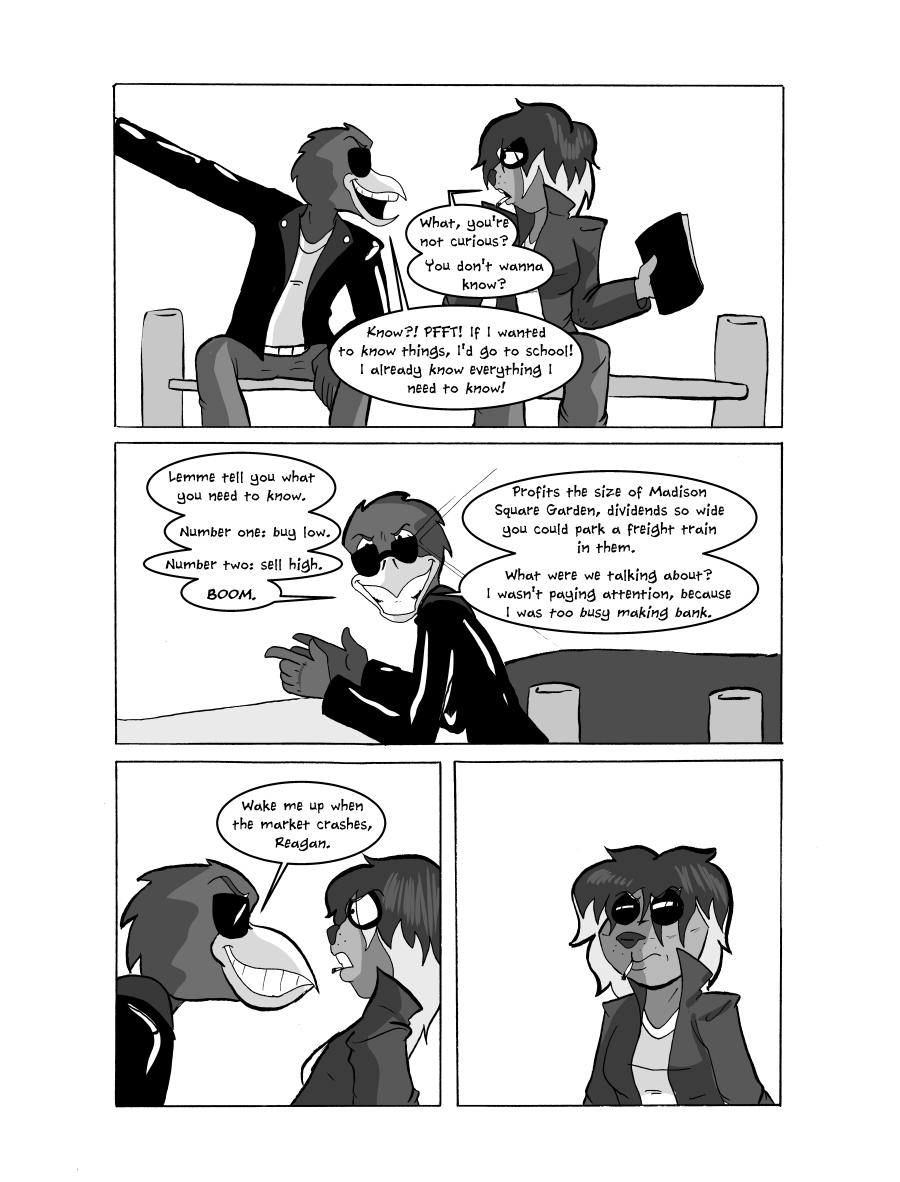 What, you're
not curious?
You don't wanna
know?
Know?! PFFT! If I wanted
to know things, I'd go to school!
I already know everything I
need to know!
Lemme tell you what
you need to know.
Number one: buy low.
Number two: sell high.
BOOM.
Profits the size of Madison
Square Garden, dividends so wide
you could park a freight train
in them.
What were we talking about?
I wasn't paying attention, because
I was too busy making bank.
Wake me up when
the market crashes,
Reagan.